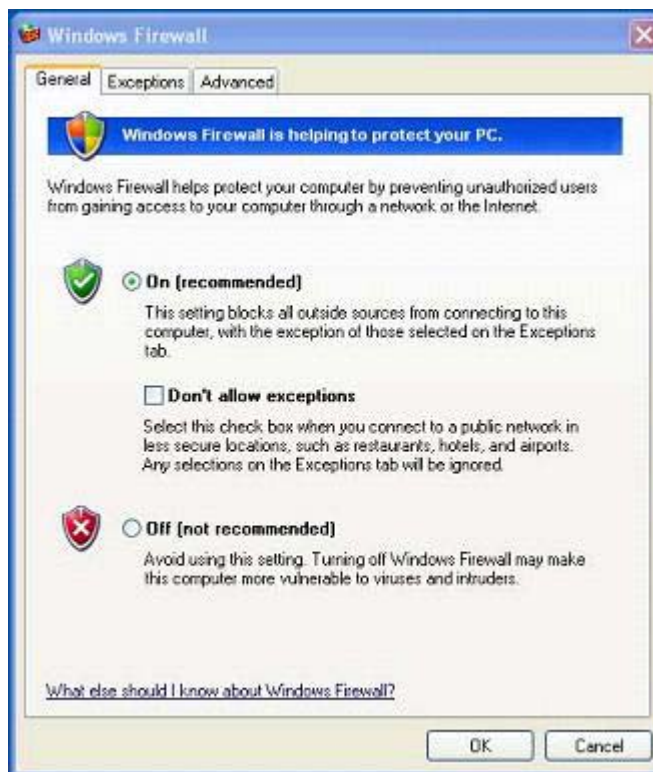 Windows Firewall
General
Exceptions
Advanced
Windows Firewall is helping to protect your PC.
Windows Firewall helps protect your computer by preventing unauthorized users
from gaining access to your computer through a network or the Internet.
On (recommended)
This setting blocks all outside sources from connecting to this
computer, with the exception of those selected on the Exceptions
tab.
Don't allow exceptions
Select this check box when you connect to a public network in
less secure locations, such as restaurants, hotels, and airports.
Any selections on the Exceptions tab will be ignored.
Off (not recommended)
Avoid using this setting. Turning off Windows Firewall may make
this computer more vulnerable to viruses and intruders.
What else should I know about Windows Firewall?
OK
Cancel